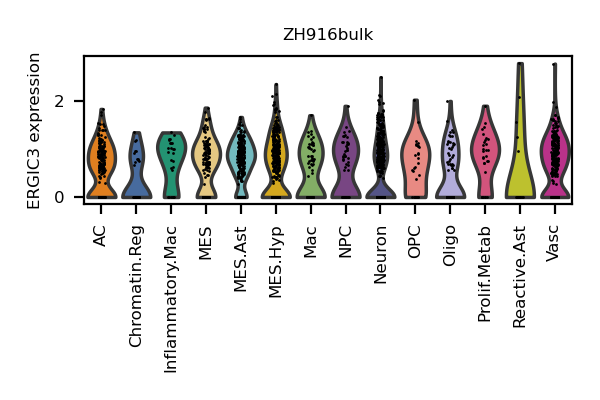 ZH916bulk
ERGIC3 expression
2
0
AC
Chromatin.Reg
Inflammatory.Mac
MES
MES.Ast
MES.Hyp
Mac
NPC
Neuron
OPC
Oligo
Prolif.Metab
Reactive.Ast
Vasc